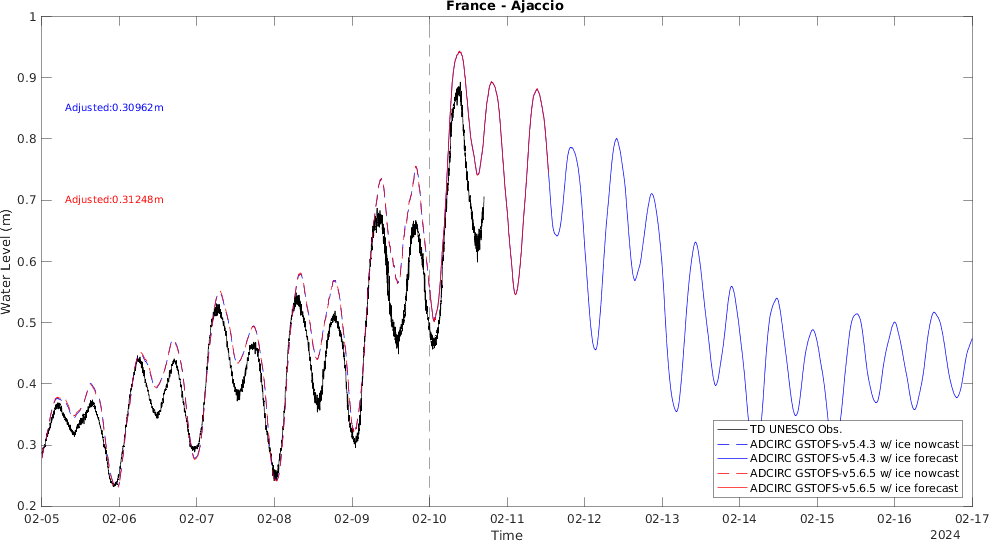 France - Ajaccio
1
0.9
0.8
0.7
0.6
0.5
0.4
0.3
0.2
Water Level (m)
Adjusted:0.30962m
Adjusted:0.31248m
TD UNESCO Obs.
ADCIRC GSTOFS-v5.4.3 w/ ice nowcast
ADCIRC GSTOFS-v5.4.3 w/ ice forecast
ADCIRC GSTOFS-v5.6.5 w/ ice nowcast
ADCIRC GSTOFS-v5.6.5 w/ ice forecast
02-05 02-06 02-07 02-08 02-09 02-10 02-11 02-12 02-13 02-14 02-15 02-16 02-17
Time
2024